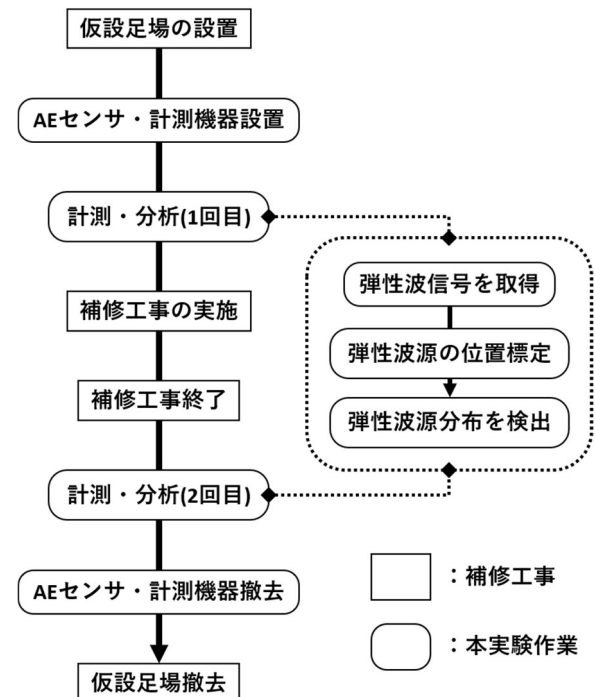 仮設足場の設置
AEセンサ・計測機器設置
計測・分析(1回目)
補修工事の実施
補修工事終了
計測・分析(2回目)
AEセンサ・計測機器撤去
仮設足場撤去
弾性波信号を取得
弾性波源の位置標定
弾性波源分布を検出
：補修工事
：本実験作業